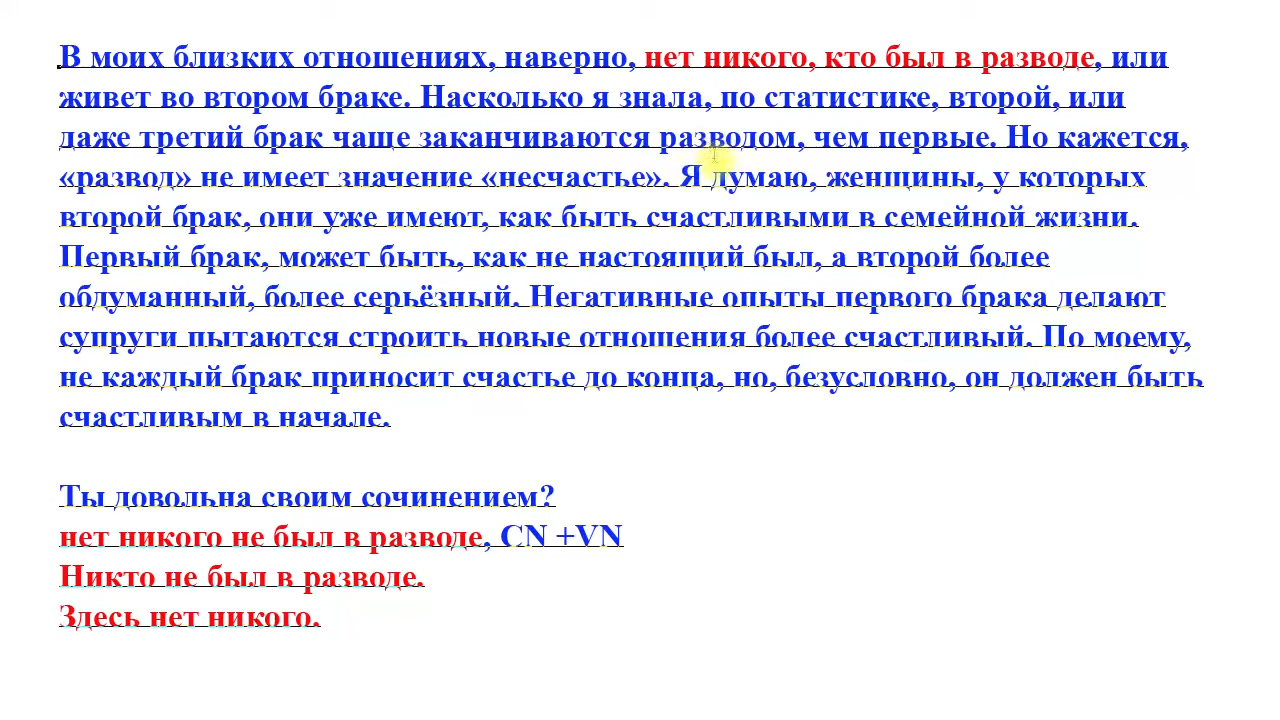 В моих близких отношениях, наверно, нет никого, кто был в разводе, или
живет во втором браке. Насколько я знала, по статистике, второй, или
даже третий брак чаще заканчиваются разводом, чем первые. Но кажется,
«развод» не имеет значение «несчастье». Я думаю, женщины, у которых
второй брак, они уже имеют, как быть счастливыми в семейной жизни.
Первый брак, может быть, как не настоящий был, а второй более
обдуманный, более серьёзный. Негативные опыты первого брака делают
супруги пытаются строить новые отношения более счастливый. По моему,
не каждый брак приносит счастье до конца, но, безусловно, он должен быть
счастливым в начале.
Ты довольна своим сочинением?
нет никого не был в разводе, CN +VN
Никто не был в разводе.
Здесь нет никого.